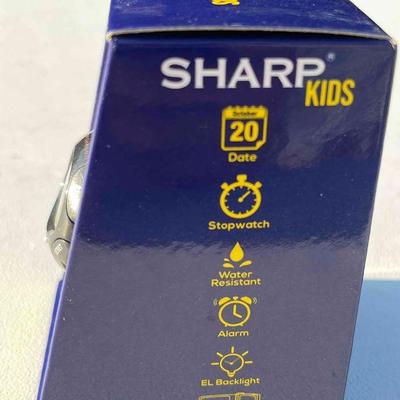 SHARP®
KIDS
October
20
Date
Stopwatch
Water
Resistant
Alarm
EL Backlight